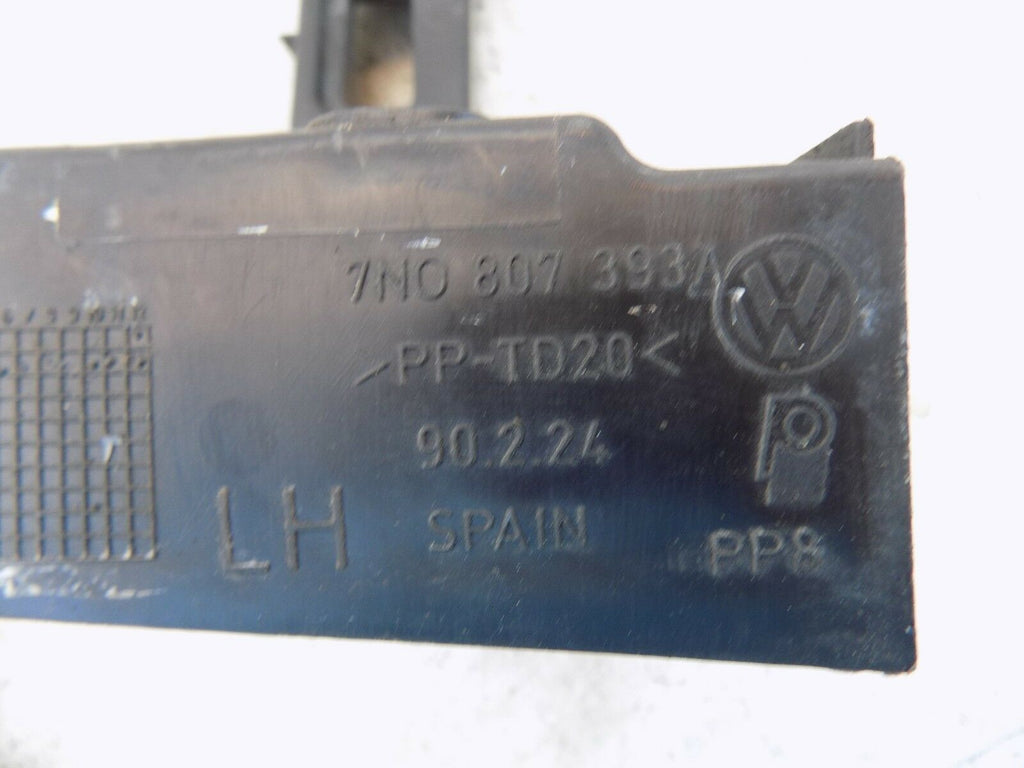 7N0 807 393A
>PP-TD20<
90.2.24
LH
SPAIN
PP8